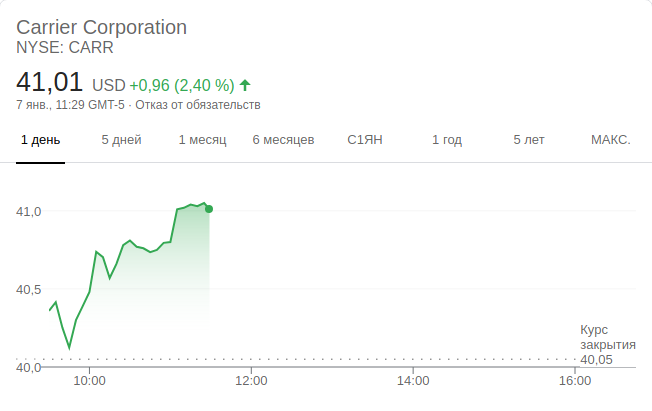 Carrier Corporation
NYSE: CARR
41,01 USD +0,96 (2,40 %)
7 янв., 11:29 GMT-5 · Отказ от обязательств
1 день 5 дней 1 месяц 6 месяцев С1ЯН 1 год 5 лет МАКС.
41,0
40,5
Курс
закрытия
40,05
40,0
10:00 12:00 14:00 16:00